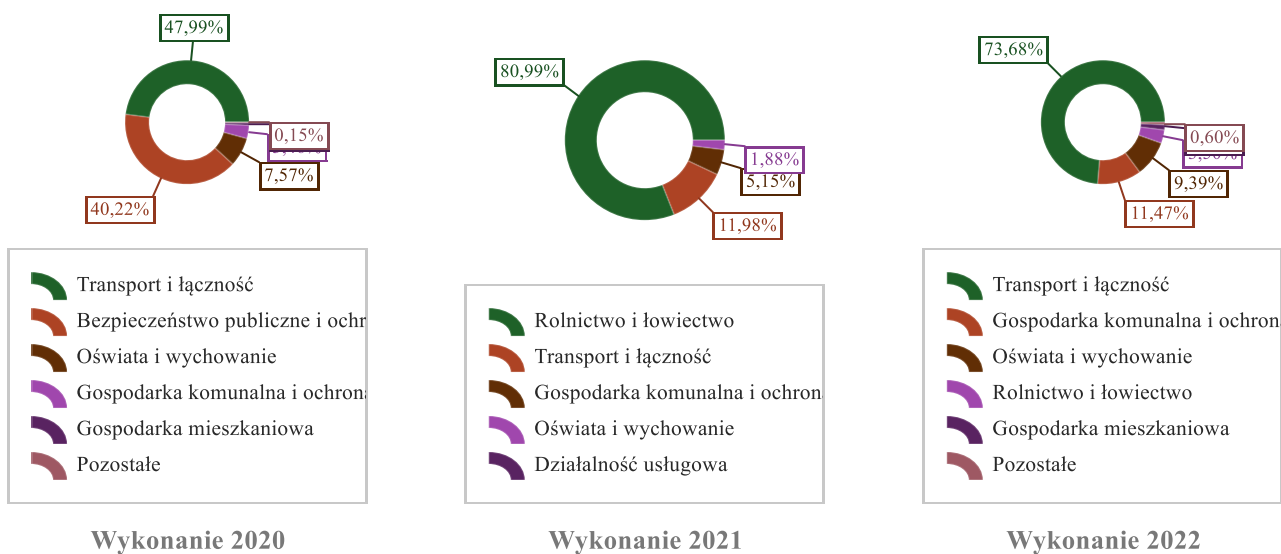 47,99%
0,15%
7,57%
40,22%
Transport i łączność
Bezpieczeństwo publiczne i ochr
Oświata i wychowanie
Gospodarka komunalna i ochrona
Gospodarka mieszkaniowa
Pozostałe
Wykonanie 2020
80,99%
1,88%
5,15%
11,98%
Rolnictwo i łowiectwo
Transport i łączność
Gospodarka komunalna i ochrona
Oświata i wychowanie
Działalność usługowa
Wykonanie 2021
73,68%
0,60%
9,39%
11,47%
Transport i łączność
Gospodarka komunalna i ochrona
Oświata i wychowanie
Rolnictwo i łowiectwo
Gospodarka mieszkaniowa
Pozostałe
Wykonanie 2022